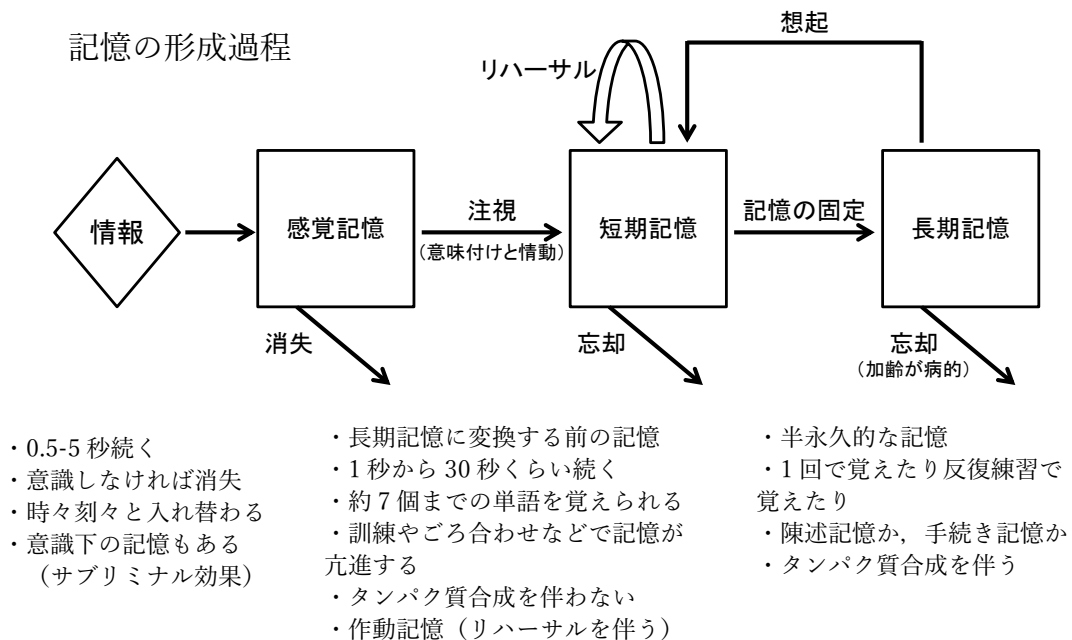 記憶の形成過程
想起
リハーサル
情報
感覚記憶
注視
(意味付けと情動)
短期記憶
記憶の固定
長期記憶
消失
忘却
忘却
(加齢が病的)
・0.5-5 秒続く
・意識しなければ消失
・時々刻々と入れ替わる
・意識下の記憶もある
（サブリミナル効果）
・長期記憶に変換する前の記憶
・1 秒から 30 秒くらい続く
・約 7 個までの単語を覚えられる
・訓練やごろ合わせなどで記憶が
亢進する
・タンパク質合成を伴わない
・作動記憶（リハーサルを伴う）
・半永久的な記憶
・1 回で覚えたり反復練習で
覚えたり
・陳述記憶か，手続き記憶か
・タンパク質合成を伴う